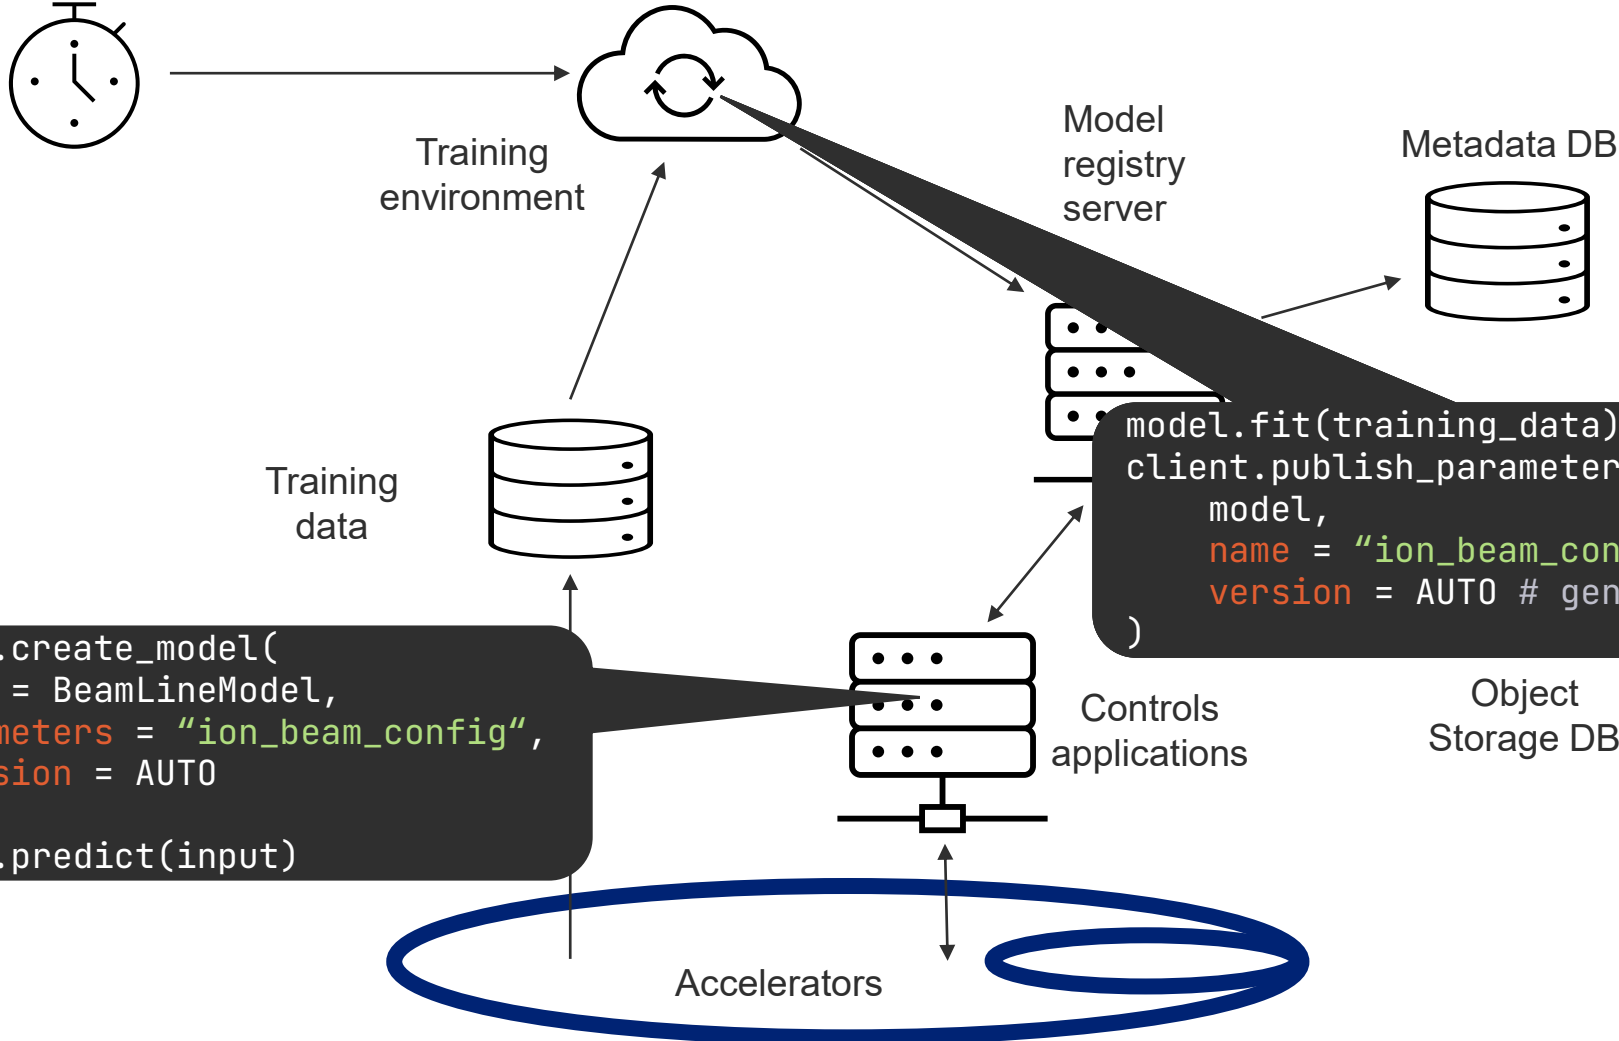 Training
environment
Model
registry
server
Metadata DB
Training
data
model.fit(training_data)
client.publish_parameter
model,
name = “ion_beam_con
version = AUTO # gen
)
.create_model(
= BeamLineModel,
meters = “ion_beam_config“,
sion = AUTO
.predict(input)
Controls
applications
Object
Storage DB
Accelerators